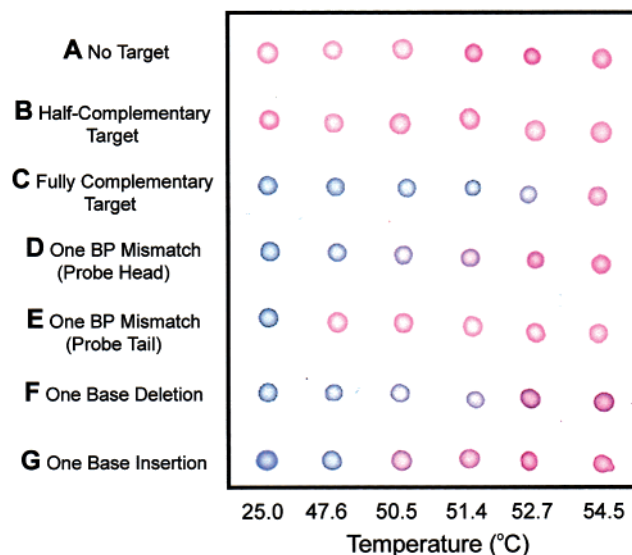 A No Target
B Half-Complementary
Target
C Fully Complementary
Target
D One BP Mismatch
(Probe Head)
E One BP Mismatch
(Probe Tail)
F One Base Deletion
G One Base Insertion
25.0 47.6 50.5 51.4 52.7 54.5
Temperature (°C)